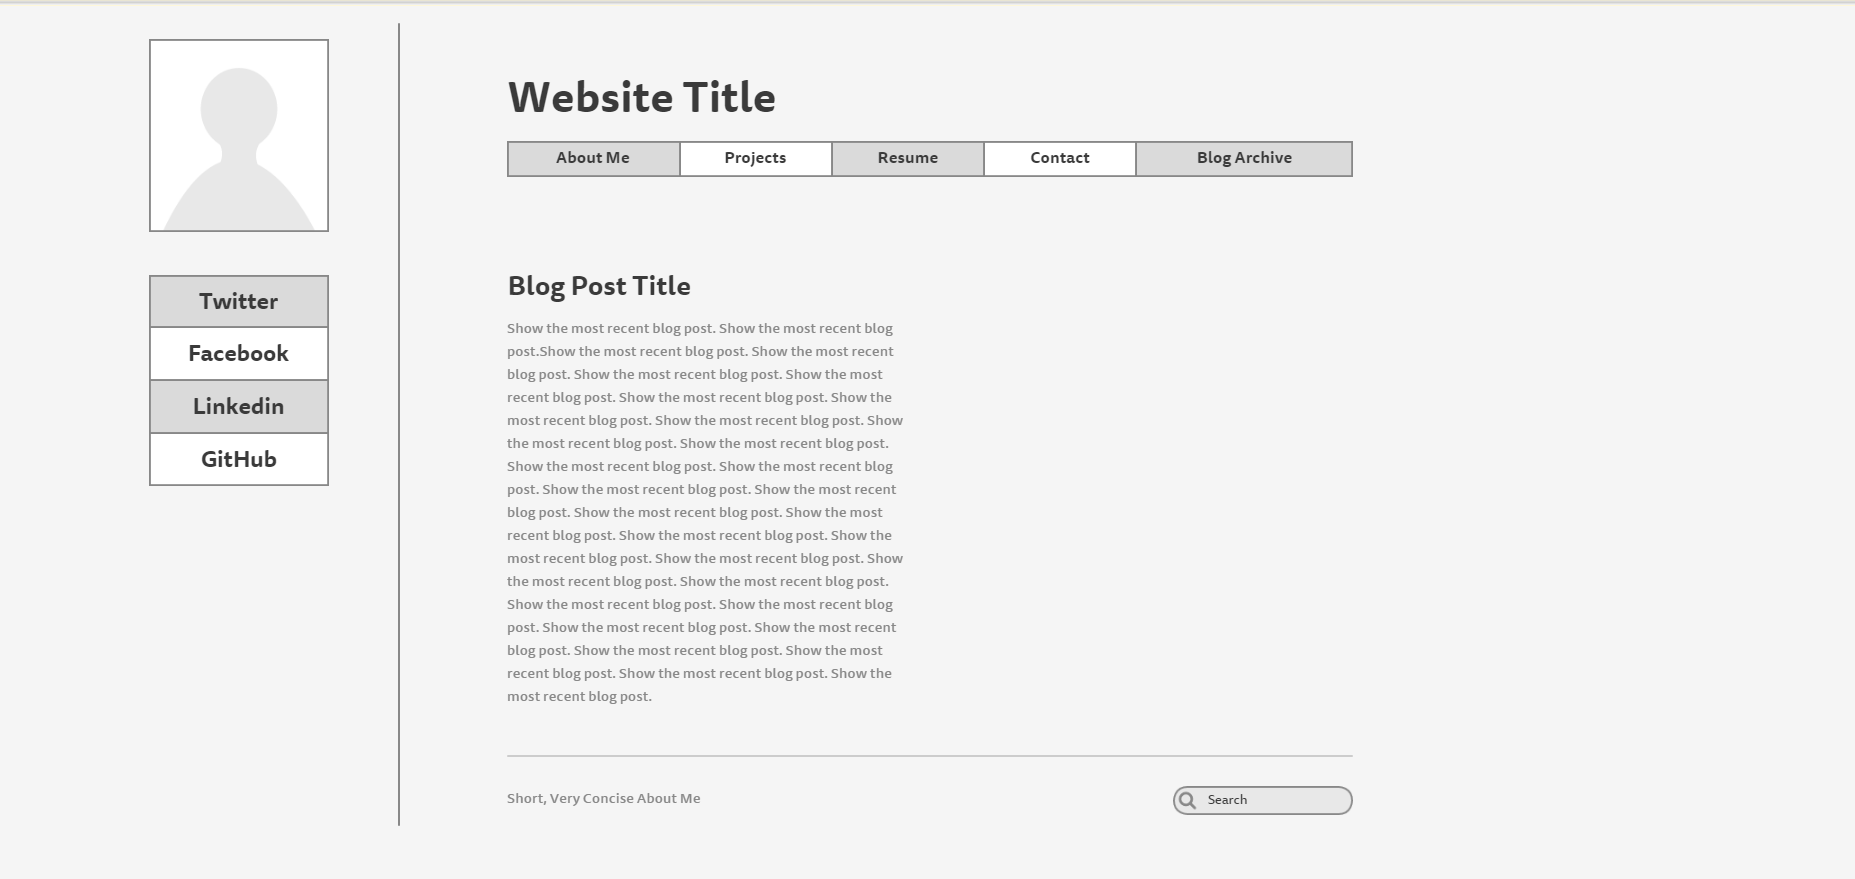 Website Title
About Me Projects Resume Contact Blog Archive
Twitter
Facebook
Linkedin
GitHub
Blog Post Title
Show the most recent blog post. Show the most recent blog
post.Show the most recent blog post. Show the most recent
blog post. Show the most recent blog post. Show the most
recent blog post. Show the most recent blog post. Show the
most recent blog post. Show the most recent blog post. Show
the most recent blog post. Show the most recent blog post.
Show the most recent blog post. Show the most recent blog
post. Show the most recent blog post. Show the most recent
blog post. Show the most recent blog post. Show the most
recent blog post. Show the most recent blog post. Show the
most recent blog post. Show the most recent blog post. Show
the most recent blog post. Show the most recent blog post.
Show the most recent blog post. Show the most recent blog
post. Show the most recent blog post. Show the most recent
blog post. Show the most recent blog post. Show the most
recent blog post. Show the most recent blog post. Show the
most recent blog post.
Short, Very Concise About Me
Search